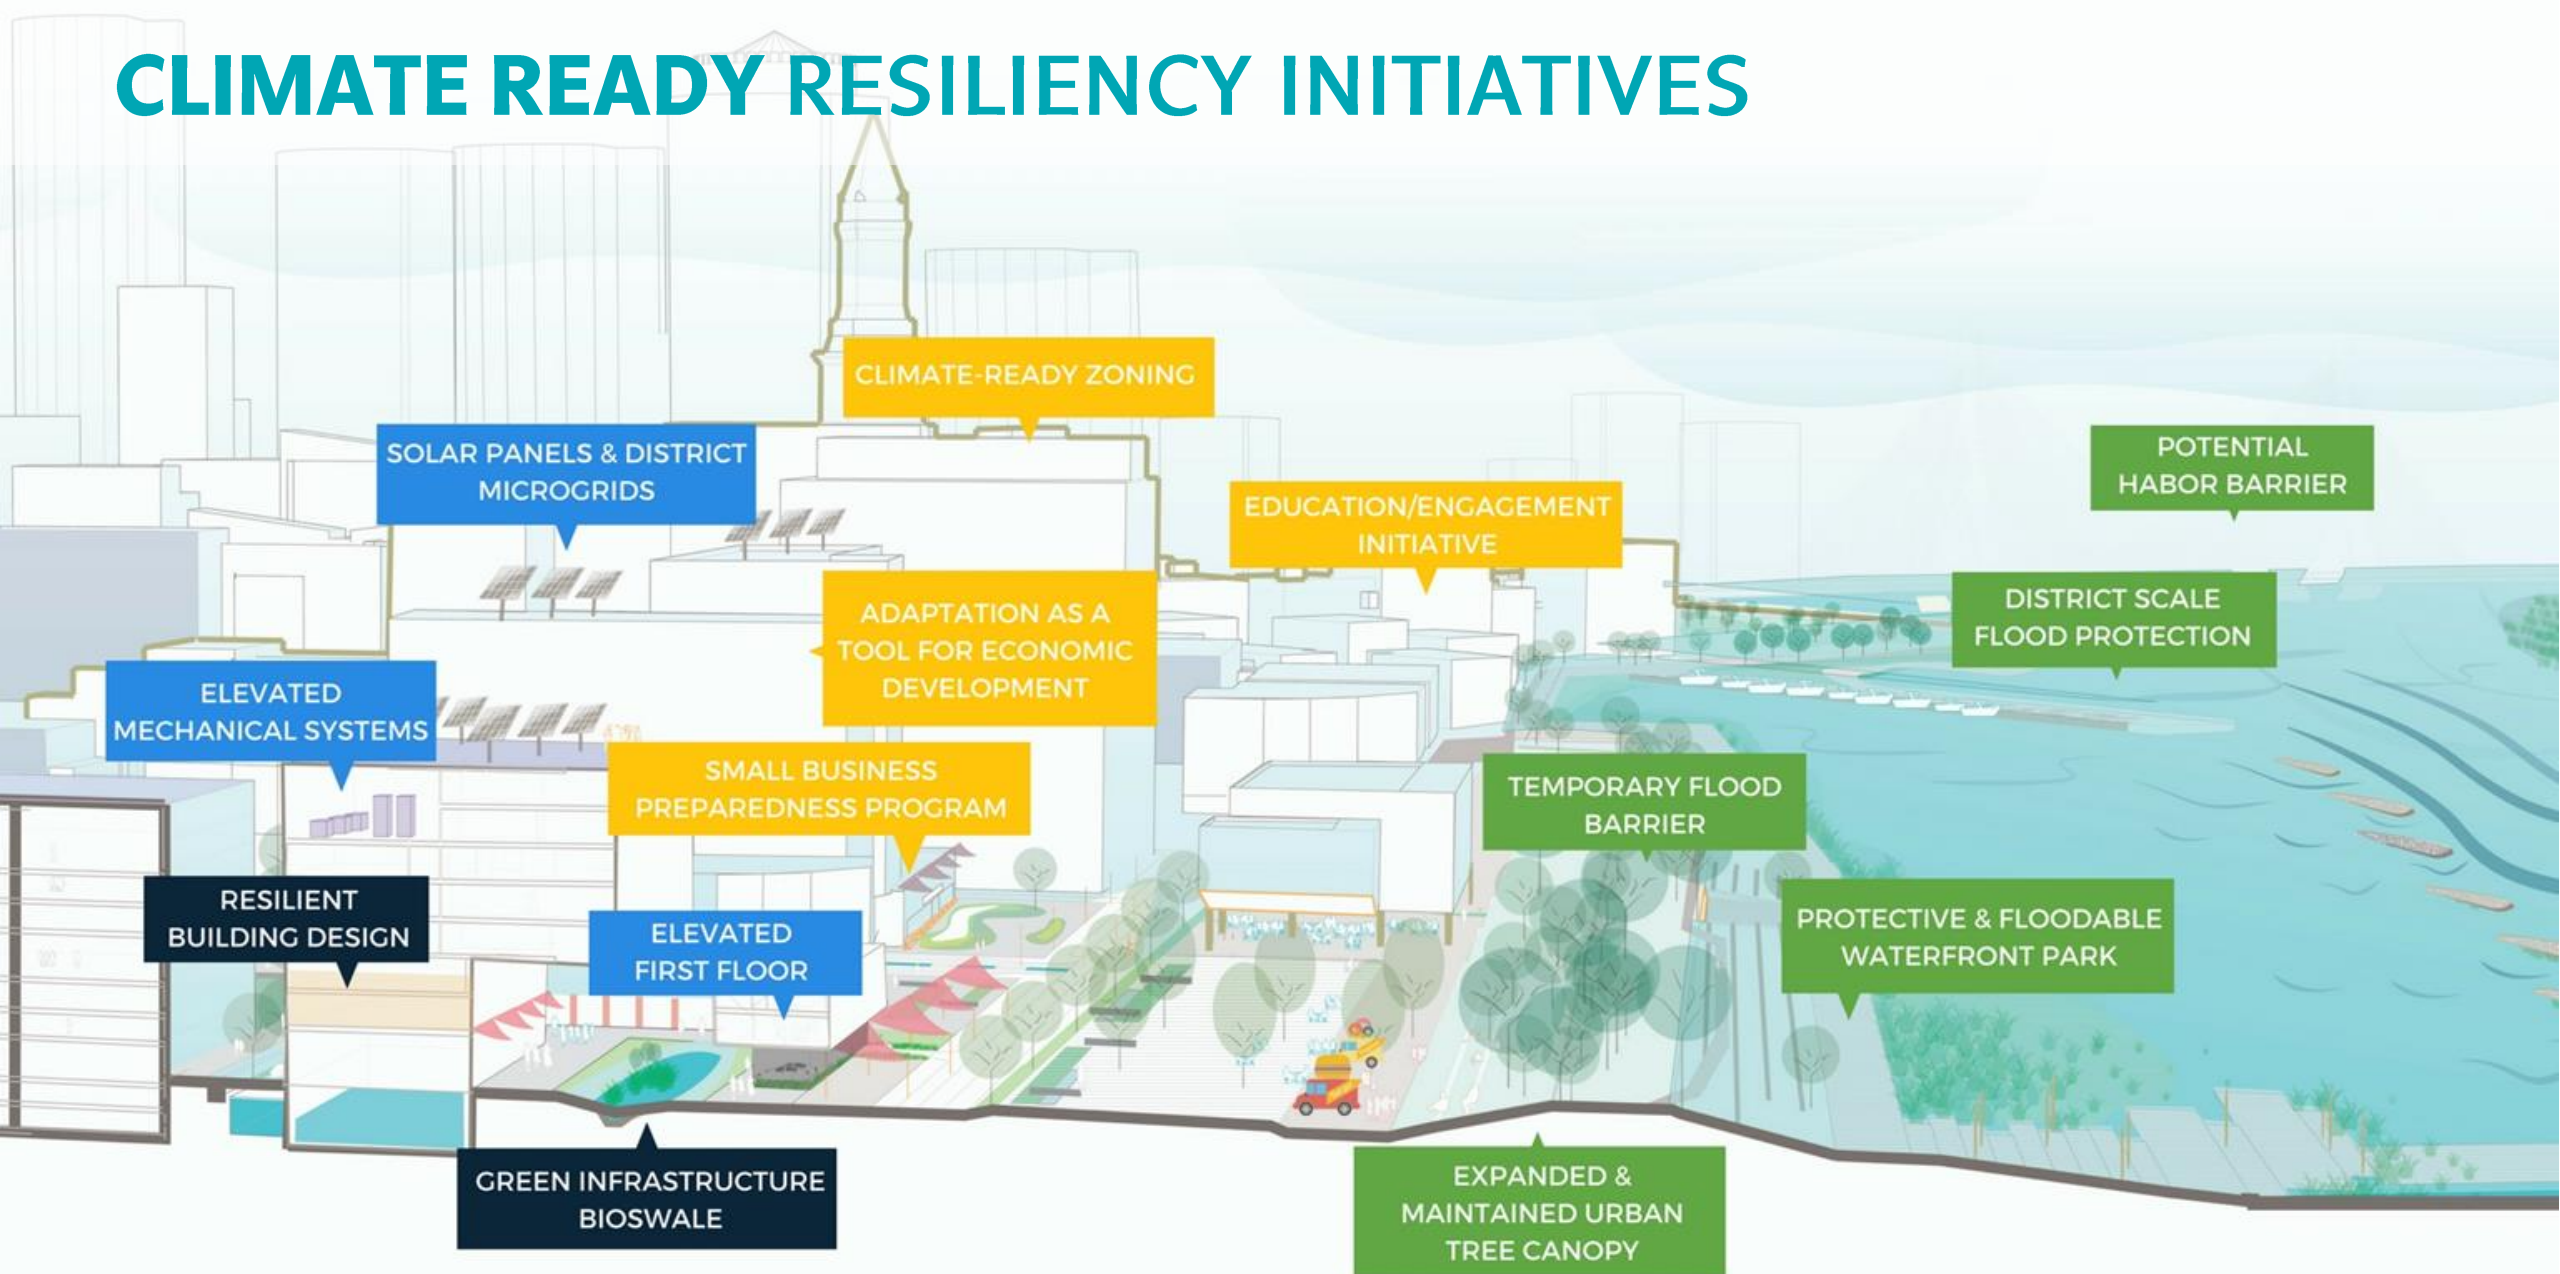 CLIMATE READY RESILIENCY INITIATIVES
CLIMATE-READY ZONING
SOLAR PANELS & DISTRICT
MICROGRIDS
POTENTIAL
HABOR BARRIER
EDUCATION/ENGAGEMENT
INITIATIVE
ADAPTATION AS A
TOOL FOR ECONOMIC
DEVELOPMENT
DISTRICT SCALE
FLOOD PROTECTION
ELEVATED
MECHANICAL SYSTEMS
SMALL BUSINESS
PREPAREDNESS PROGRAM
TEMPORARY FLOOD
BARRIER
RESILIENT
BUILDING DESIGN
ELEVATED
FIRST FLOOR
PROTECTIVE & FLOODABLE
WATERFRONT PARK
GREEN INFRASTRUCTURE
BIOSWALE
EXPANDED &
MAINTAINED URBAN
TREE CANOPY